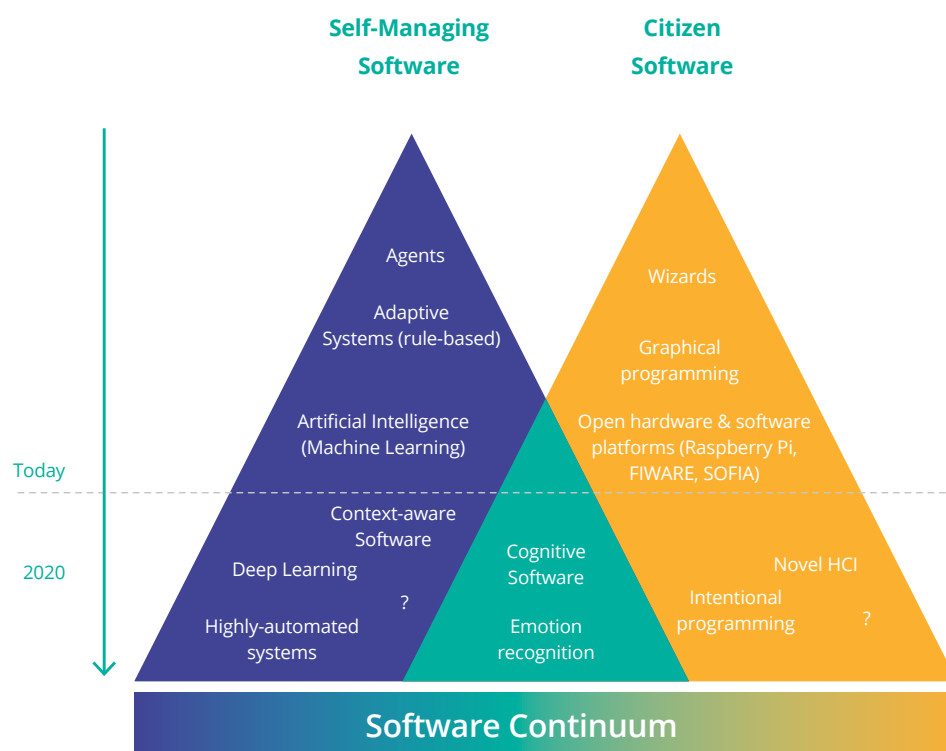 Self-Managing
Software
Citizen
Software
Agents
Adaptive
Systems (rule-based)
Artificial Intelligence
(Machine Learning)
Wizards
Graphical
programming
Open hardware & software
platforms (Raspberry Pi,
FIWARE, SOFIA)
Today
2020
Context-aware
Software
Deep Learning
?
Highly-automated
systems
Cognitive
Software
Emotion
recognition
Novel HCI
Intentional
programming
?
Software Continuum